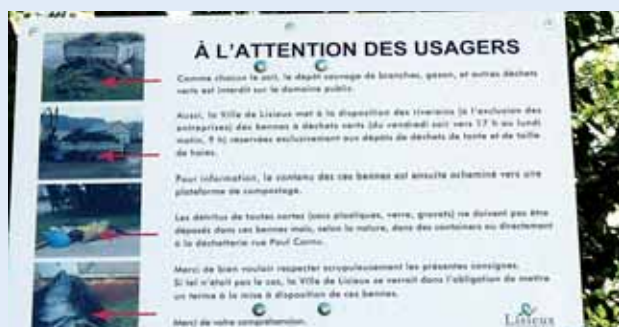 À L'ATTENTION DES USAGERS
Comme chacun le sait, le dépôt sauvage de branches, gazon, et autres déchets
verts est interdit sur le domaine public.
Aussi, la Ville de Lisieux met à la disposition des riverains (à l'exclusion des
entreprises) des bennes à déchets verts (du vendredi soir vers 17 h au lundi
matin, 9 h) réservées exclusivement aux dépôts de déchets de tonte et de taille
de haies.
Pour information, le contenu des ces bennes est ensuite acheminé vers une
plateforme de compostage.
Les détritus de toutes sortes (sacs plastiques, verre, gravats) ne doivent pas être
déposés dans ces bennes mais, selon la nature, dans des containers ou directement
à la déchetterie rue Paul Cornu.
Merci de bien vouloir respecter scrupuleusement les présentes consignes.
Si tel n'était pas le cas, la Ville de Lisieux se verrait dans l'obligation de mettre
un terme à la mise à disposition de ces bennes.
Merci de votre compréhension.
Lisieux